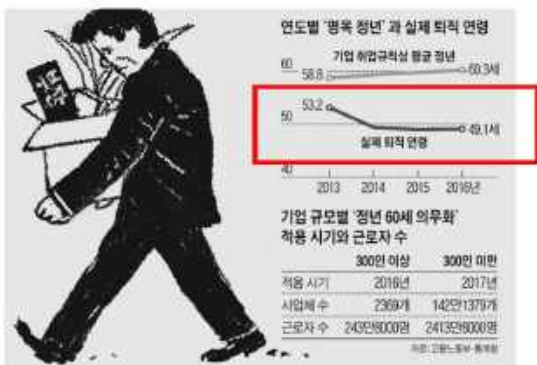 연도별 '명목 정년'과 실제 퇴직 연령
기업 취업규칙상 평균 정년
60
58.8
60.3세
53.2
50
49.1세
실제 퇴직 연령
40
2013 2014 2015 2016년
기업 규모별 '정년 60세 의무화'
적용 시기와 근로자 수
300인 이상 300인 미만
적용 시기 2016년 2017년
사업체 수 2369개 142만1379개
근로자 수 243만8000명 2413만8000명
자료: 고용노동부·통계청